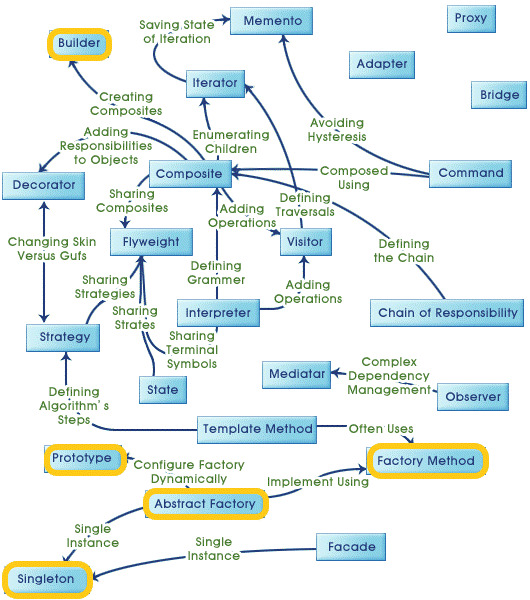 Proxy
Saving State
of Iteration
Memento
Builder
Adapter
Iterator
Bridge
Creating
Composites
Avoiding
Hysteresis
Adding
Responsibilities
to Objects
Enumerating
Children
Composite
Composed
Using
Command
Decorator
Sharing
Composites
Adding
Operations
Defining
Traversals
Changing Skin
Versus Gufs
Flyweight
Visitor
Defining
the Chain
Defining
Grammer
Sharing
Strategies
Adding
Operations
Sharing
Strates
Interpreter
Chain of Responsibility
Strategy
Sharing
Terminal
Symbols
Mediatar
Complex
Dependency
Management
State
Observer
Defining
Algorithm's
Steps
Template Method
Often Uses
Prototype
Configure Factory
Dynamically
Factory Method
Implement Using
Abstract Factory
Single
Instance
Single
Instance
Facade
Singleton